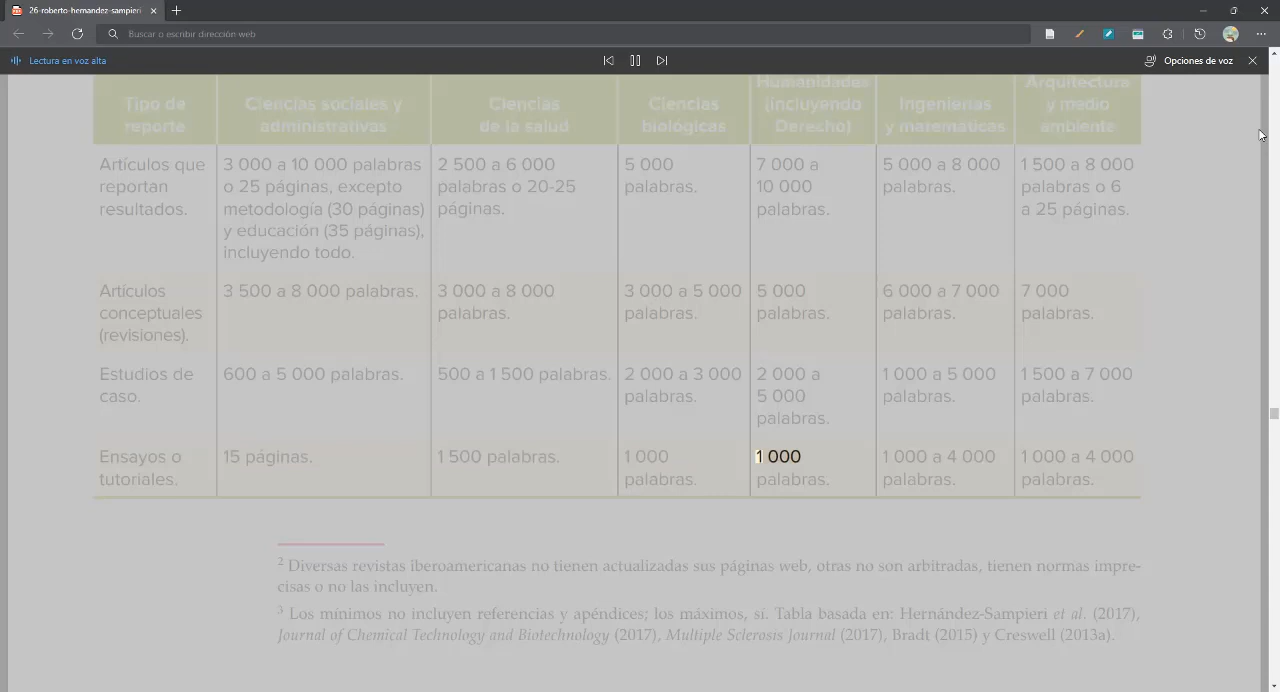 26-roberto-hernandez-sampieri
Buscar o escribir dirección web
Lectura en voz alta
Opciones de voz
Tipo de
reporte
Ciencias sociales y
administrativas
Ciencias
de la salud
Ciencias
biológicas
Humanidades
(incluyendo
Derecho)
Ingenierías
y matemáticas
Arquitectura
y medio
ambiente
Artículos que
reportan
resultados.
3 000 a 10 000 palabras
o 25 páginas, excepto
metodología (30 páginas)
y educación (35 páginas),
incluyendo todo.
2 500 a 6 000
palabras o 20-25
páginas.
5 000
palabras.
7 000 a
10 000
palabras.
5 000 a 8 000
palabras.
1 500 a 8 000
palabras o 6
a 25 páginas.
Artículos
conceptuales
(revisiones).
3 500 a 8 000 palabras.
3 000 a 8 000
palabras.
3 000 a 5 000
palabras.
5 000
palabras.
6 000 a 7 000
palabras.
7 000
palabras.
Estudios de
caso.
600 a 5 000 palabras.
500 a 1 500 palabras.
2 000 a 3 000
palabras.
2 000 a
5 000
palabras.
1 000 a 5 000
palabras.
1 500 a 7 000
palabras.
Ensayos o
tutoriales.
15 páginas.
1 500 palabras.
1 000
palabras.
1 000
palabras.
1 000 a 4 000
palabras.
1 000 a 4 000
palabras.
2 Diversas revistas iberoamericanas no tienen actualizadas sus páginas web, otras no son arbitradas, tienen normas impre-
cisas o no las incluyen.
3 Los mínimos no incluyen referencias y apéndices; los máximos, sí. Tabla basada en: Hernández-Sampieri et al. (2017),
Journal of Chemical Technology and Biotechnology (2017), Multiple Sclerosis Journal (2017), Bradt (2015) y Creswell (2013a).